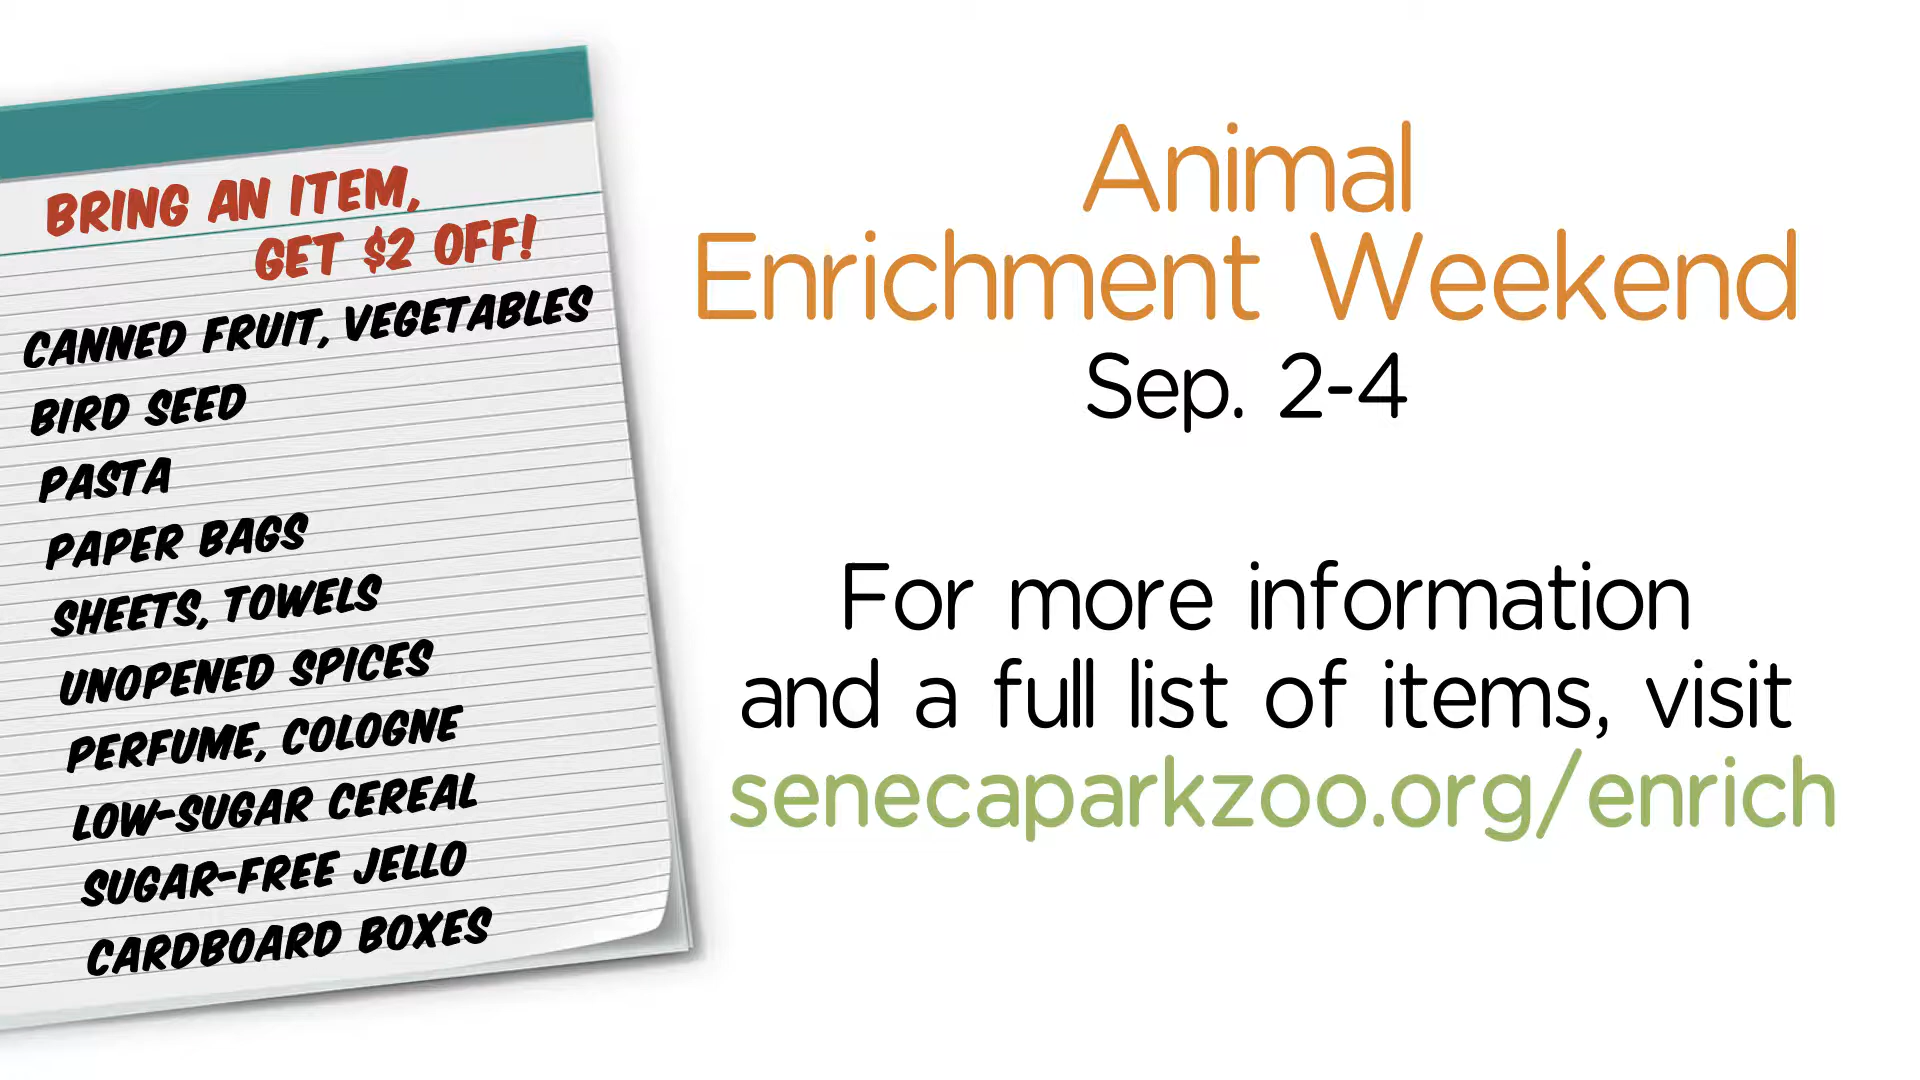 BRING AN ITEM,
GET $2 OFF!
CANNED FRUIT, VEGETABLES
BIRD SEED
PASTA
PAPER BAGS
SHEETS, TOWELS
UNOPENED SPICES
PERFUME, COLOGNE
LOW-SUGAR CEREAL
SUGAR-FREE JELLO
CARDBOARD BOXES
Animal
Enrichment Weekend
Sep. 2-4
For more information
and a full list of items, visit
senecaparkzoo.org/enrich